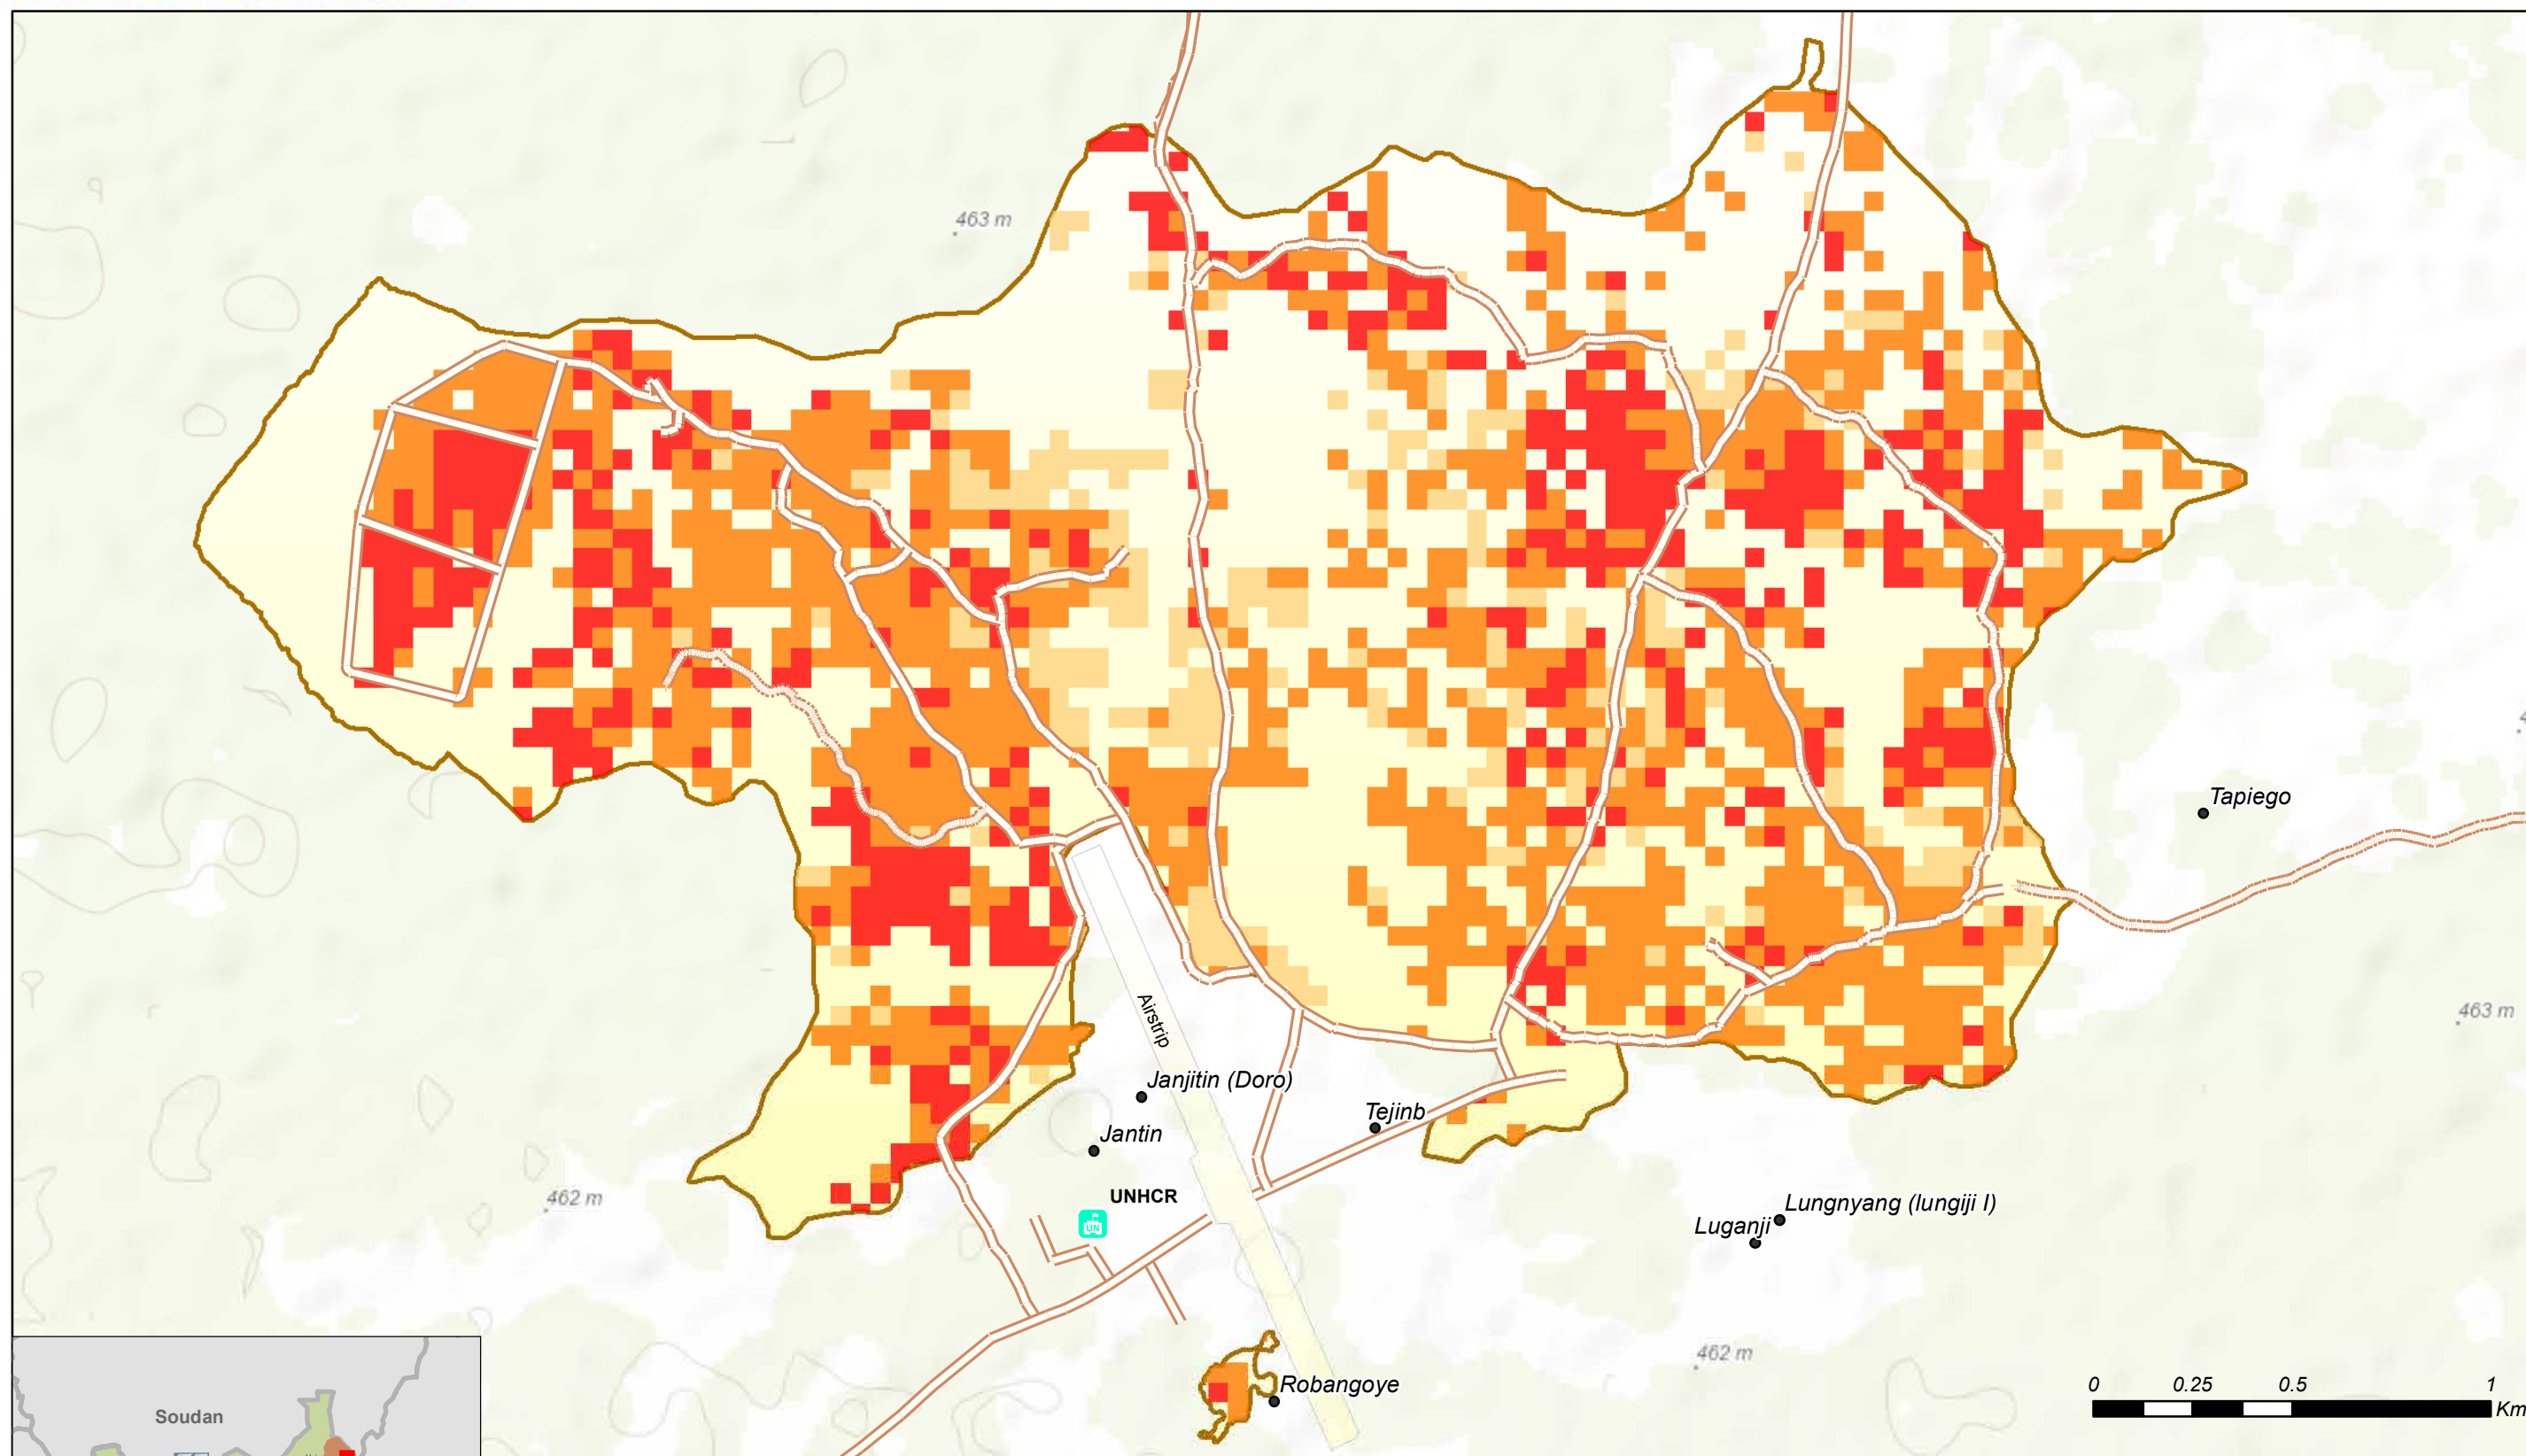 463 m
Tapiego
463 m
Airstrip
Janjitin (Doro)
Tejinb
Jantin
462 m
UNHCR
UN
Lungnyang (lungiji I)
Luganji
462 m
Robangoye
0 0.25 0.5 1
Km
Soudan